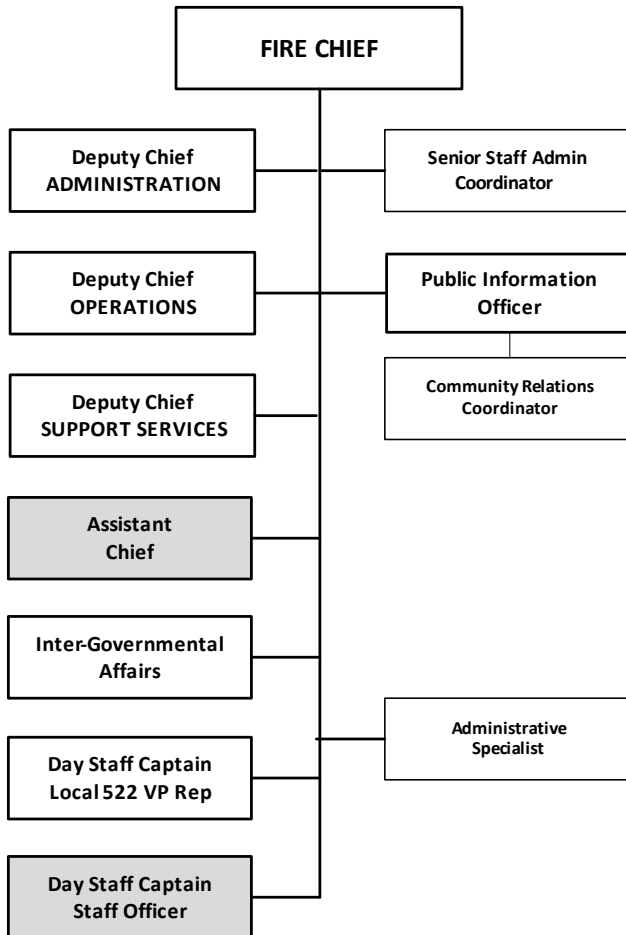 FIRE CHIEF
Deputy Chief
ADMINISTRATION
Senior Staff Admin
Coordinator
Deputy Chief
OPERATIONS
Public Information
Officer
Deputy Chief
SUPPORT SERVICES
Community Relations
Coordinator
Assistant
Chief
Inter-Governmental
Affairs
Administrative
Specialist
Day Staff Captain
Local 522 VP Rep
Day Staff Captain
Staff Officer